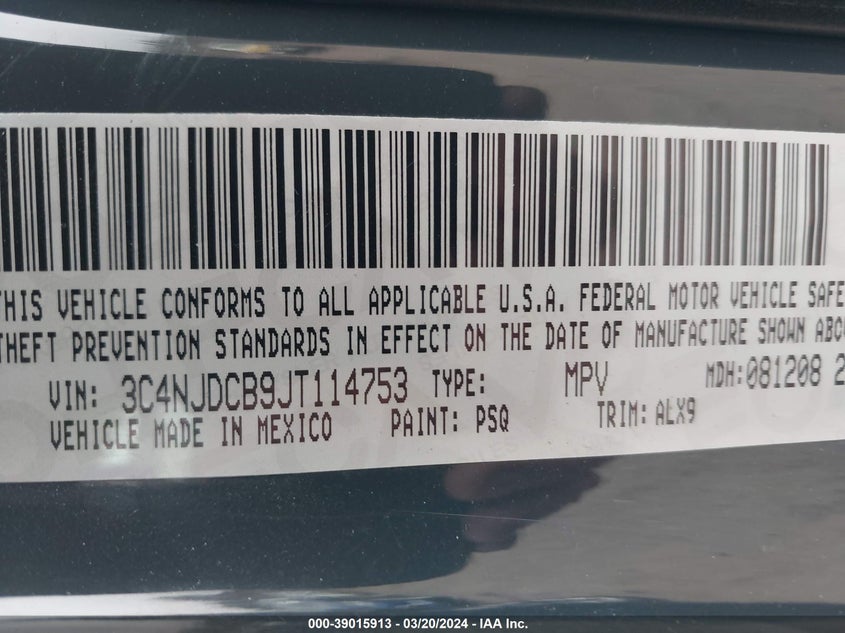 THIS VEHICLE CONFORMS TO ALL APPLICABLE U.S.A. FEDERAL MOTOR VEHICLE SAFE
THEFT PREVENTION STANDARDS IN EFFECT ON THE DATE OF MANUFACTURE SHOWN ABO
VIN: 3C4NJDCB9JT114753 TYPE: MPV MDH:081208 2
VEHICLE MADE IN MEXICO PAINT: PSQ TRIM: ALX9
000-39015913 - 03/20/2024 - IAA Inc.